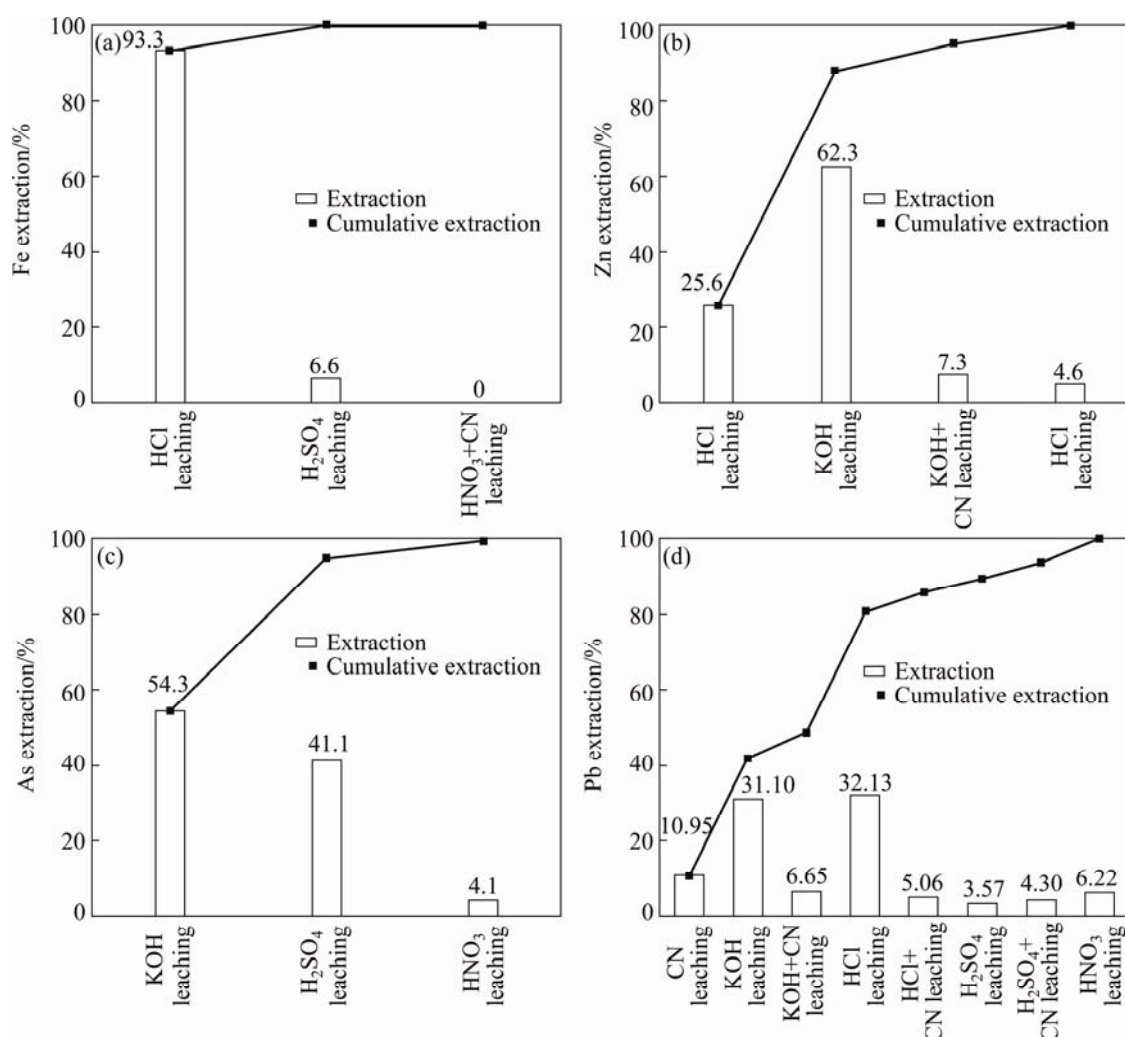 (a)
Fe extraction/%
100
80
60
40
20
0
93.3
6.6
0
Extraction
Cumulative extraction
HCl
leaching
H₂SO₄
leaching
HNO₃+CN
leaching
(b)
Zn extraction/%
100
80
60
40
20
0
25.6
62.3
7.3
4.6
Extraction
Cumulative extraction
HCl
leaching
KOH
leaching
KOH+
CN leaching
HCl
leaching
(c)
As extraction/%
100
80
60
40
20
0
54.3
41.1
4.1
Extraction
Cumulative extraction
KOH
leaching
H₂SO₄
leaching
HNO₃
leaching
(d)
Pb extraction/%
100
80
60
40
20
0
10.95
31.10
6.65
32.13
5.06
3.57
4.30
6.22
Extraction
Cumulative extraction
CN
leaching
KOH
leaching
KOH+CN
leaching
HCl
leaching
HCl+
CN leaching
H₂SO₄
leaching
H₂SO₄+
CN leaching
HNO₃
leaching